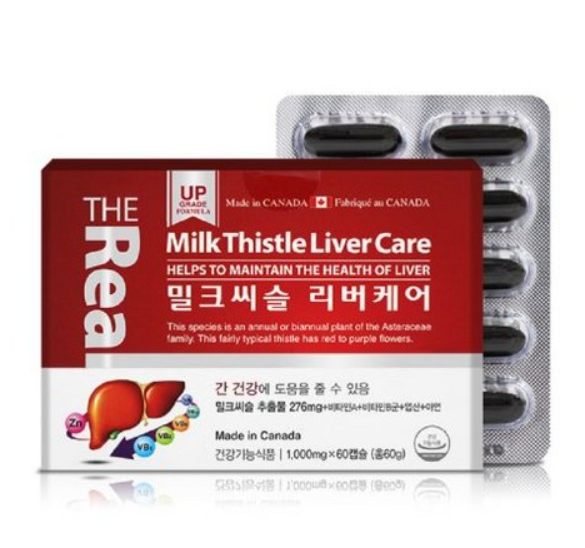 THE
Real
UP
GRADE
FORMULA
Made in CANADA Fabriqué au CANADA
Milk Thistle Liver Care
HELPS TO MAINTAIN THE HEALTH OF LIVER
밀크씨슬 리버케어
This species is an annual or biannual plant of the Asteraceae
family. This fairly typical thistle has red to purple flowers.
간 건강에 도움을 줄 수 있음
밀크씨슬 추출물 276mg+비타민A+비타민B군+엽산+아연
Zn
VB₁
Made in Canada
건강기능식품 | 1,000mg×60캡슐 (총60g)